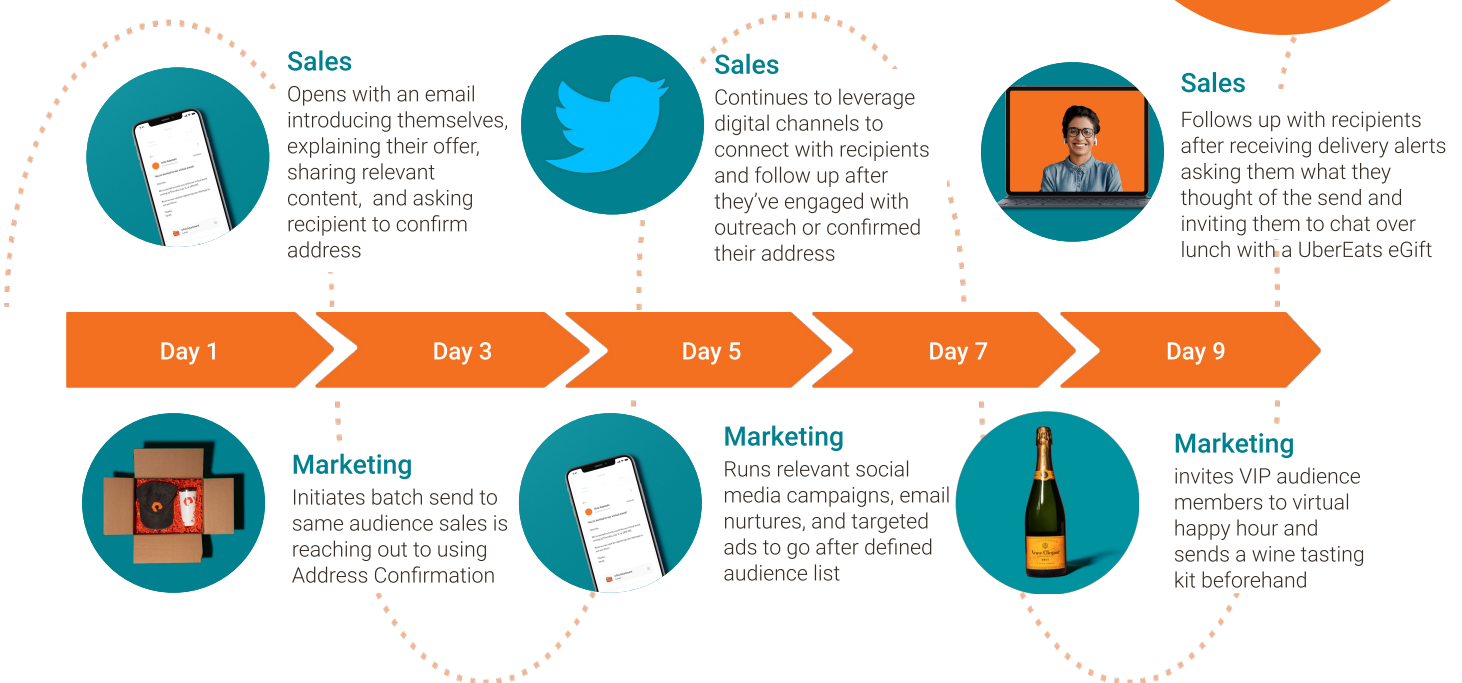 Sales
Opens with an email
introducing themselves,
explaining their offer,
sharing relevant
content,  and asking
recipient to confirm
address
Sales
Continues to leverage
digital channels to
connect with recipients
and follow up after
they've engaged with
outreach or confirmed
their address
Sales
Follows up with recipients
after receiving delivery alerts
asking them what they
thought of the send and
inviting them to chat over
lunch with a UberEats eGift
Day 1
Day 3
Day 5
Day 7
Day 9
Marketing
Initiates batch send to
same audience sales is
reaching out to using
Address Confirmation
Marketing
Runs relevant social
media campaigns, email
nurtures, and targeted
ads to go after defined
audience list
Marketing
invites VIP audience
members to virtual
happy hour and
sends a wine tasting
kit beforehand